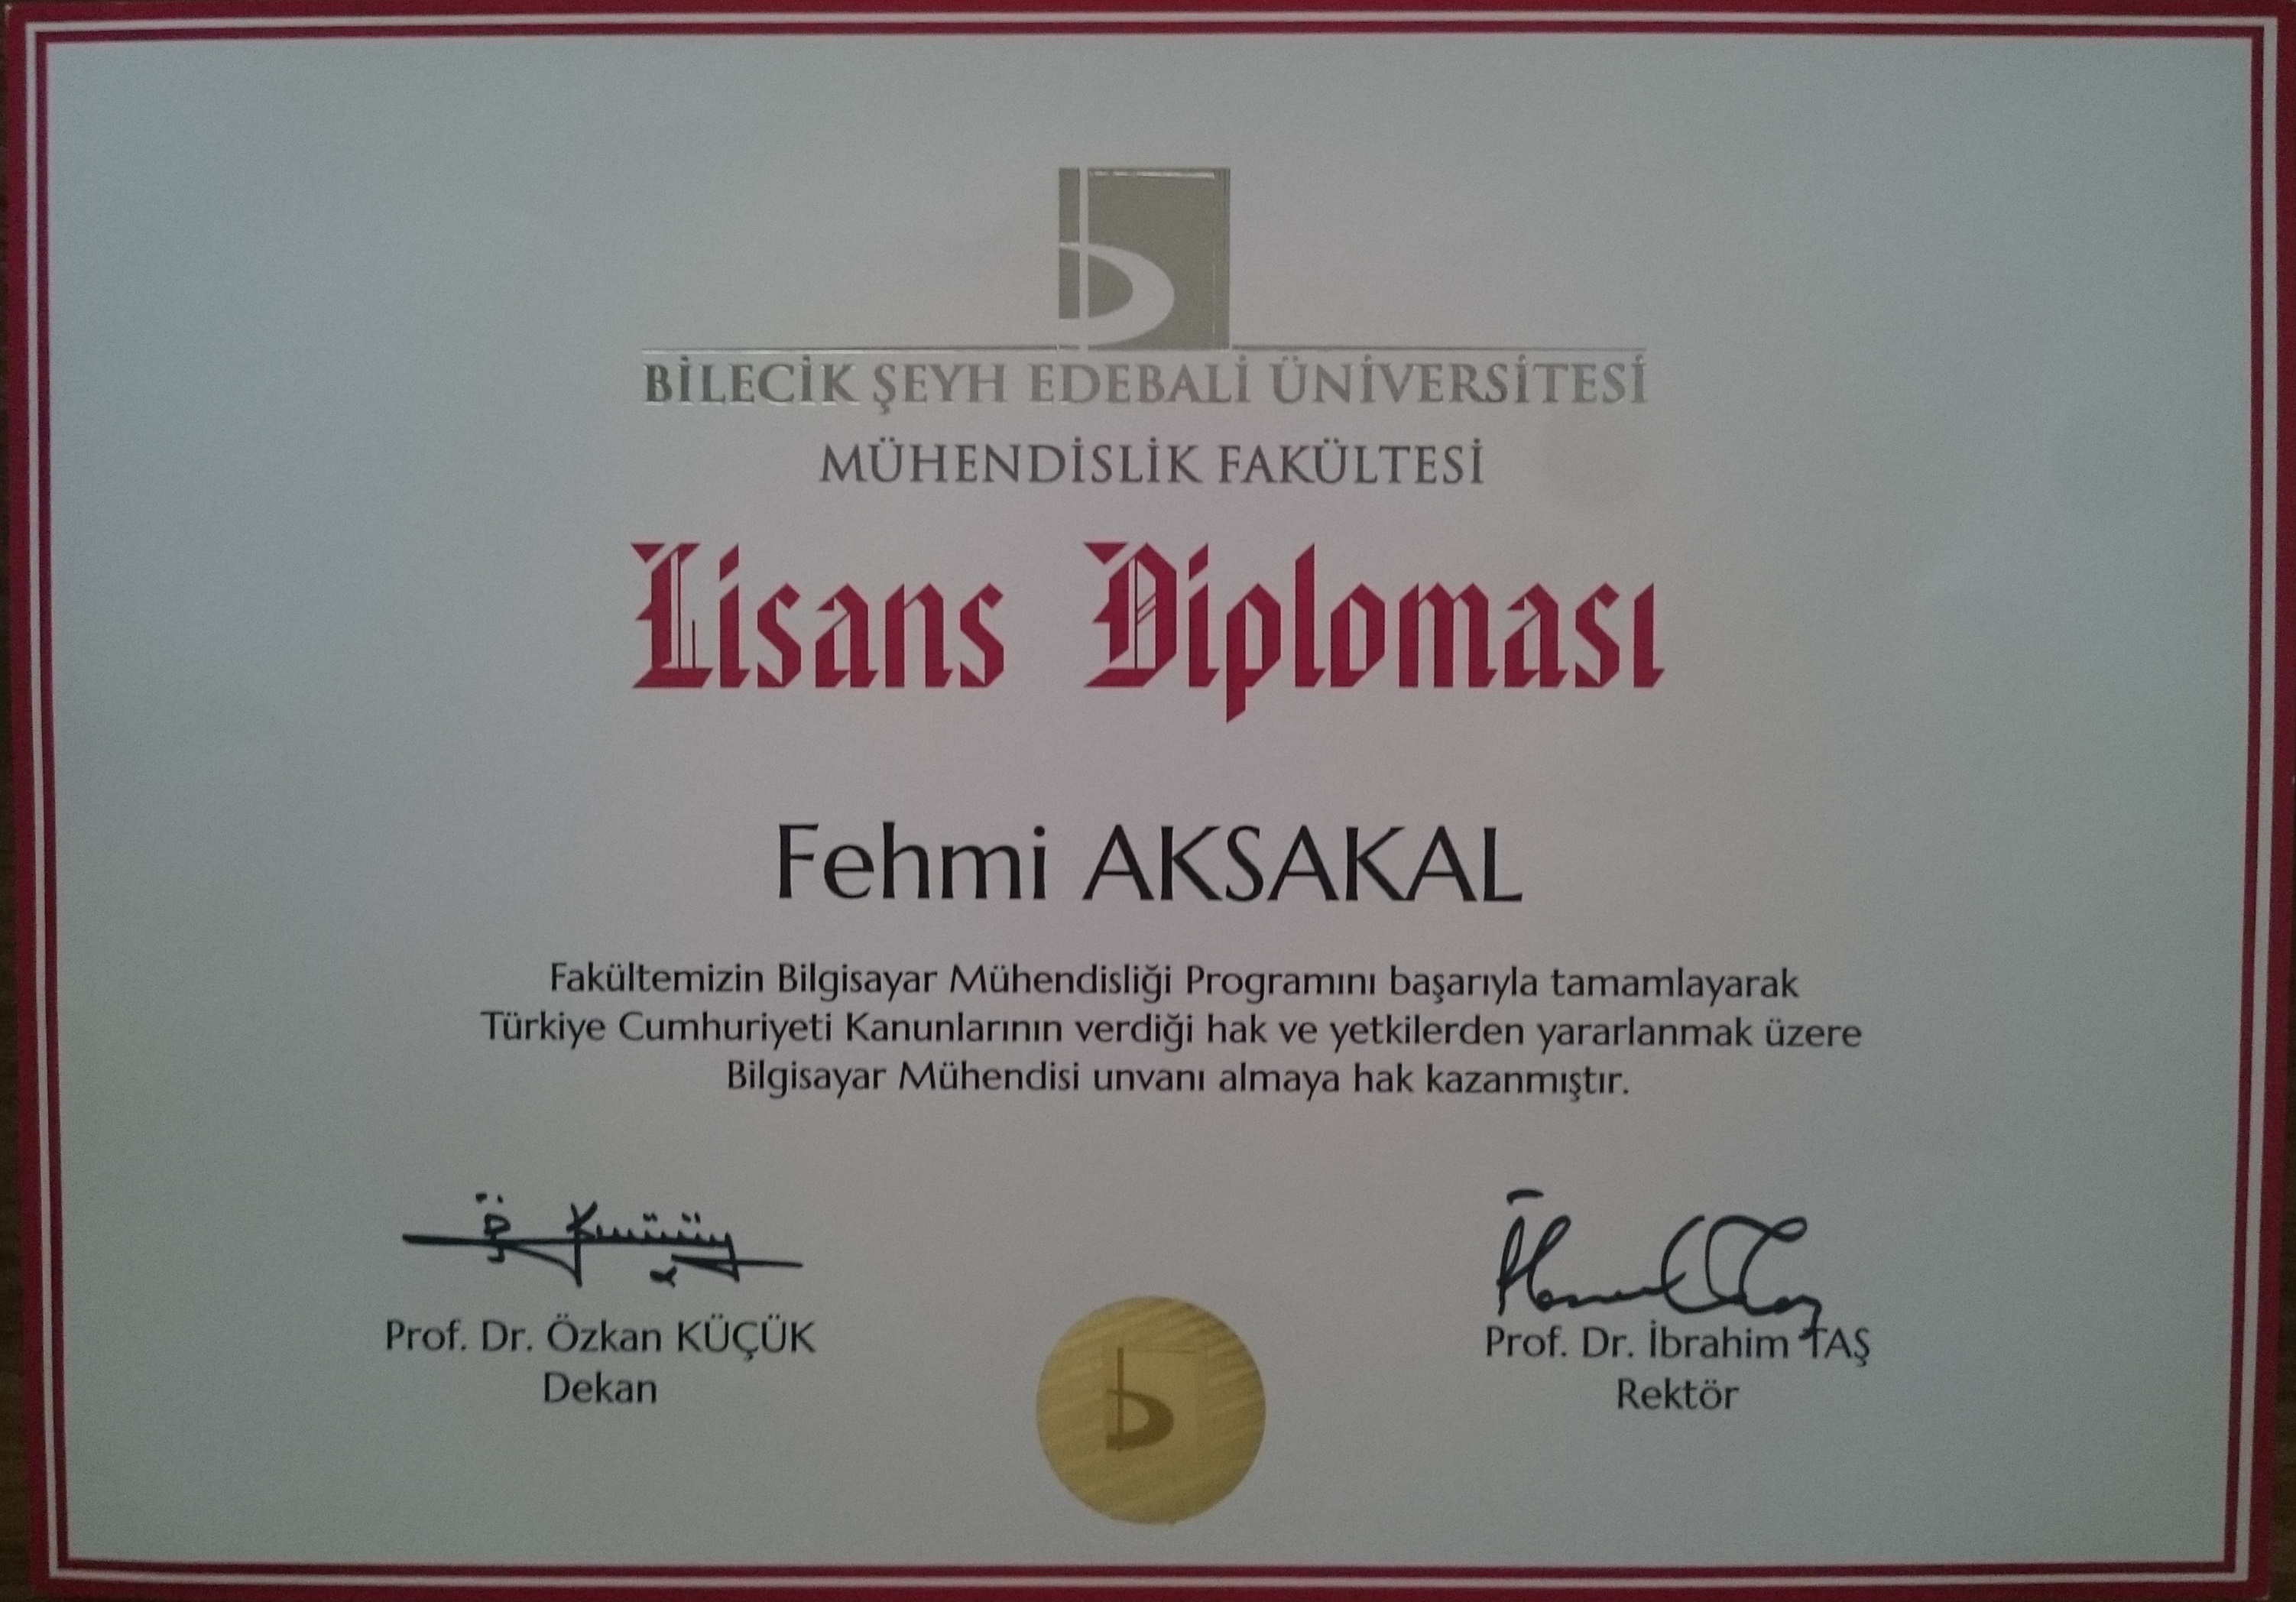 BİLECİK ŞEYH EDEBALİ ÜNİVERSİTESİ
MÜHENDİSLİK FAKÜLTESİ
Lisans Diploması
Fehmi AKSAKAL
Fakültemizin Bilgisayar Mühendisliği Programını başarıyla tamamlayarak
Türkiye Cumhuriyeti Kanunlarının verdiği hak ve yetkilerden yararlanmak üzere
Bilgisayar Mühendisi unvanı almaya hak kazanmıştır.
Prof. Dr. Özkan KÜÇÜK
Dekan
Prof. Dr. İbrahim TAŞ
Rektör